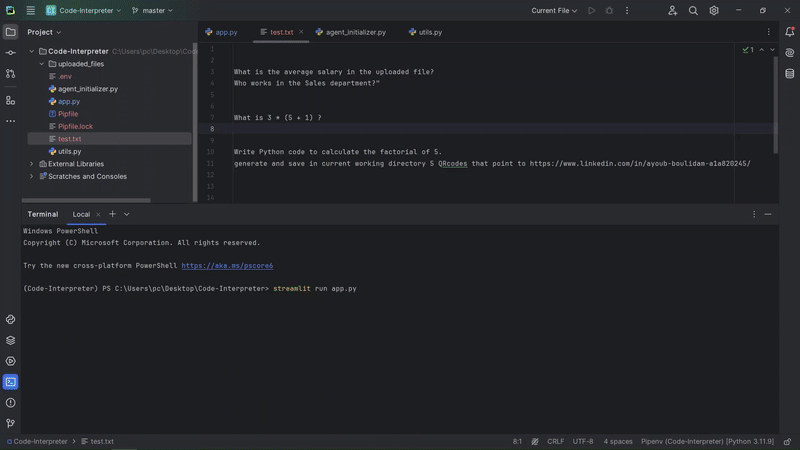 CE Code-Interpreter master Current File
Project
app.py test.txt agent_initializer.py utils.py
Code-Interpreter C:\Users\pc\Desktop\Cod
uploaded_files
.env
agent_initializer.py
app.py
Pipfile
Pipfile.lock
test.txt
utils.py
External Libraries
Scratches and Consoles
1
2
3 What is the average salary in the uploaded file?
4 Who works in the Sales department?"
5
6
7 What is 3 * (5 + 1) ?
8
9
10 Write Python code to calculate the factorial of 5.
11 generate and save in current working directory 5 QRcodes that point to https://www.linkedin.com/in/ayoub-boulidam-a1a820245/
12
13
14
1
Terminal Local
Windows PowerShell
Copyright (C) Microsoft Corporation. All rights reserved.
Try the new cross-platform PowerShell https://aka.ms/pscore6
(Code-Interpreter) PS C:\Users\pc\Desktop\Code-Interpreter> streamlit run app.py
Code-Interpreter > test.txt 8:1 CRLF UTF-8 4 spaces Pipenv (Code-Interpreter) [Python 3.11.9]